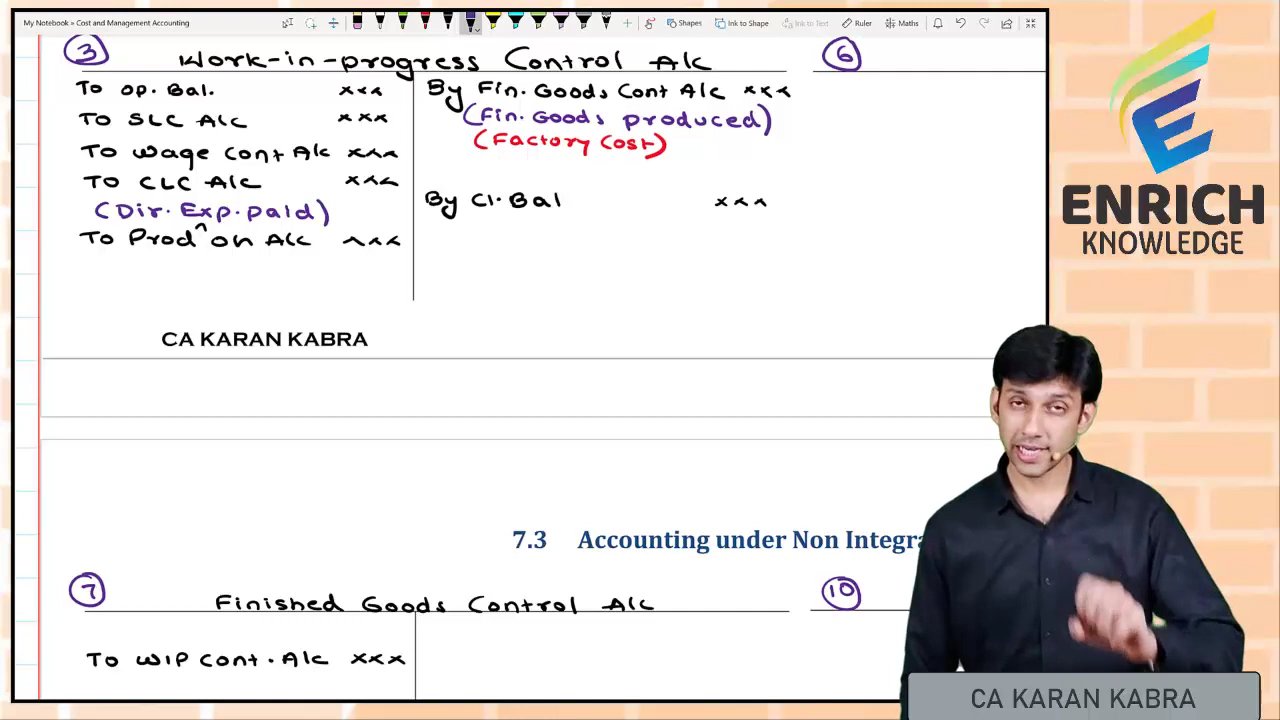 My Notebook » Cost and Management Accounting
Shapes
Ink to Shape
Ink to Text
Ruler
Maths
3
Work-in-progress Control A/c
6
To Op. Bal. xxx
By Fin. Goods Cont A/c xxx
To SLC A/c xxx
(Fin. Goods produced)
(Factory Cost)
To Wage Cont A/c xxx
To CLC A/c xxx
(Dir. Exp. paid)
By Cl. Bal xxx
To Prod^n oh A/c xxx
CA KARAN KABRA
7.3 Accounting under Non Integra
7
Finished Goods Control A/c
10
To WIP Cont. A/c xxx
E
ENRICH
KNOWLEDGE
CA KARAN KABRA